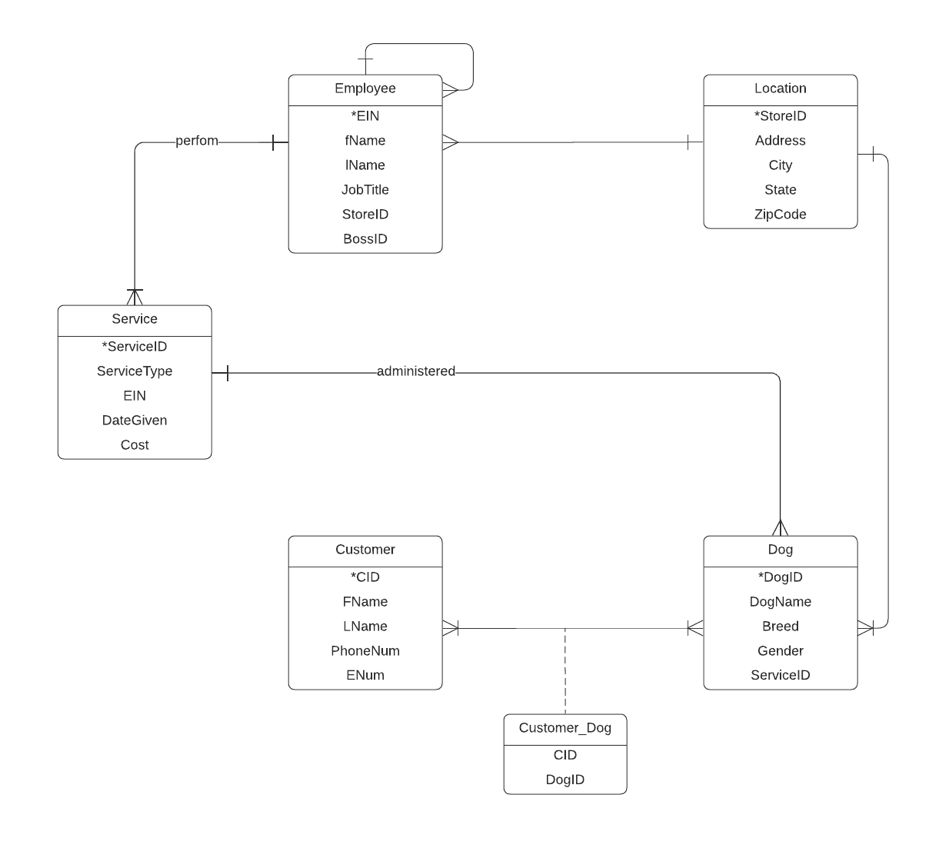 Employee
*EIN
fName
lName
JobTitle
StoreID
BossID
Location
*StoreID
Address
City
State
ZipCode
perfom
Service
*ServiceID
ServiceType
EIN
DateGiven
Cost
administered
Customer
*CID
FName
LName
PhoneNum
ENum
Dog
*DogID
DogName
Breed
Gender
ServiceID
Customer_Dog
CID
DogID